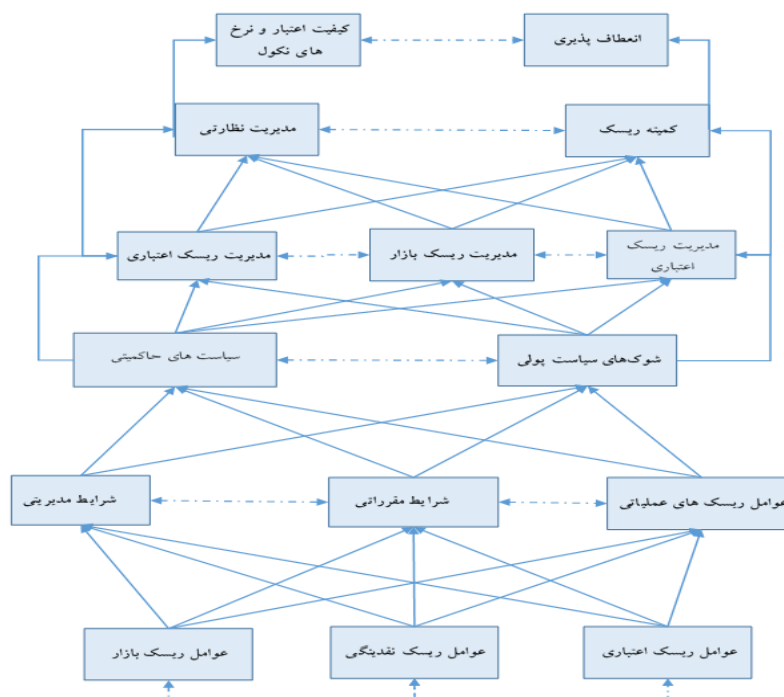 انعطاف پذیری
کیفیت اعتبار و نرخ
های نکول
کمیته ریسک
مدیریت نظارتی
مدیریت ریسک
اعتباری
مدیریت ریسک بازار
مدیریت ریسک اعتباری
شوک‌های سیاست پولی
سیاست های حاکمیتی
عوامل ریسک های عملیاتی
شرایط مقرراتی
شرایط مدیریتی
عوامل ریسک اعتباری
عوامل ریسک نقدینگی
عوامل ریسک بازار